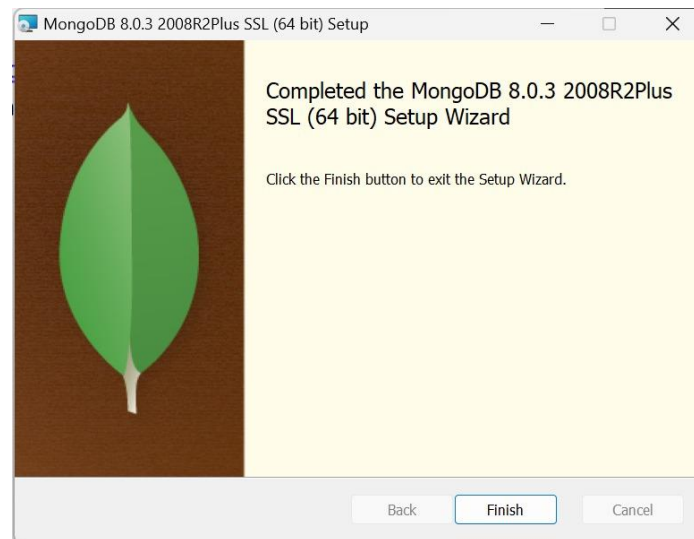 MongoDB 8.0.3 2008R2Plus SSL (64 bit) Setup
Completed the MongoDB 8.0.3 2008R2Plus
SSL (64 bit) Setup Wizard
Click the Finish button to exit the Setup Wizard.
Back
Finish
Cancel